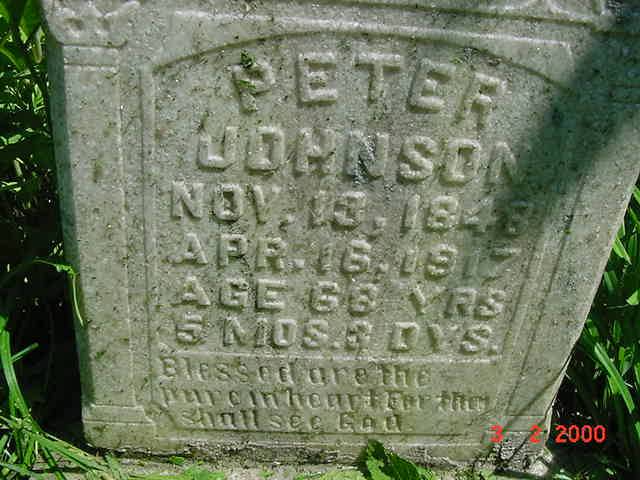 PETER
JOHNSON
NOV. 13, 1848
APR. 16, 1917
AGE 68 YRS
5 MOS. 3 DYS.
Blessed are the
pure in heart for
shall see God.
3 2 2000